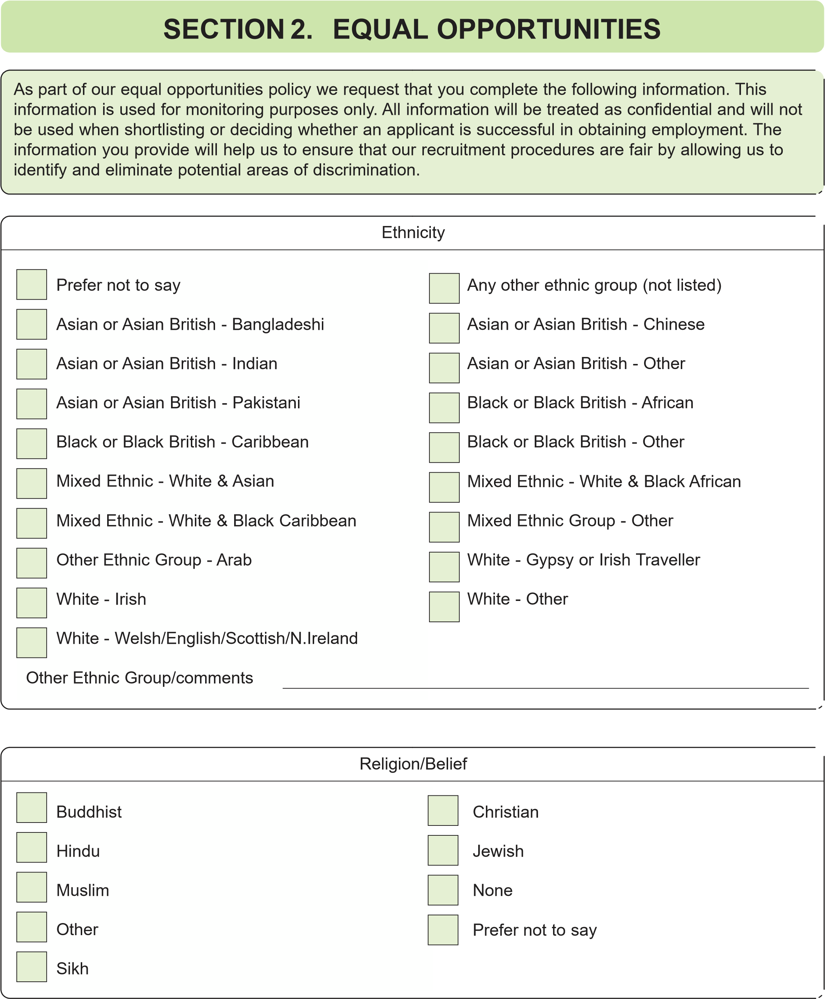 SECTION 2. EQUAL OPPORTUNITIES
As part of our equal opportunities policy we request that you complete the following information. This
information is used for monitoring purposes only. All information will be treated as confidential and will not
be used when shortlisting or deciding whether an applicant is successful in obtaining employment. The
information you provide will help us to ensure that our recruitment procedures are fair by allowing us to
identify and eliminate potential areas of discrimination.
Ethnicity
Prefer not to say
Any other ethnic group (not listed)
Asian or Asian British - Bangladeshi
Asian or Asian British - Chinese
Asian or Asian British - Indian
Asian or Asian British - Other
Asian or Asian British - Pakistani
Black or Black British - African
Black or Black British - Caribbean
Black or Black British - Other
Mixed Ethnic - White & Asian
Mixed Ethnic - White & Black African
Mixed Ethnic - White & Black Caribbean
Mixed Ethnic Group - Other
Other Ethnic Group - Arab
White - Gypsy or Irish Traveller
White - Irish
White - Other
White - Welsh/English/Scottish/N.Ireland
Other Ethnic Group/comments
Religion/Belief
Buddhist
Christian
Hindu
Jewish
Muslim
None
Other
Prefer not to say
Sikh